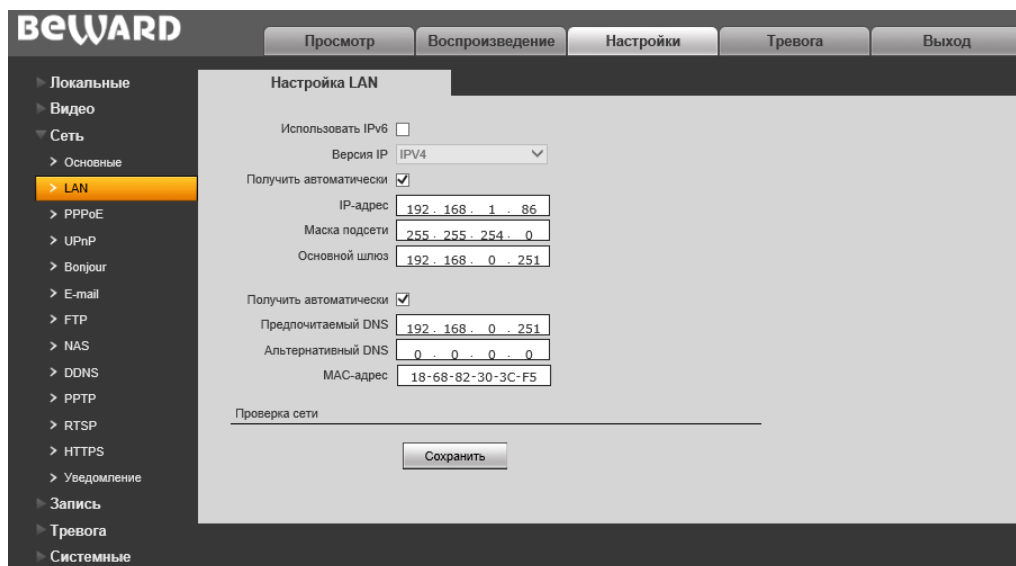 BEWARD
Просмотр
Воспроизведение
Настройки
Тревога
Выход
Локальные
Видео
Сеть
Основные
LAN
PPPoE
UPnP
Bonjour
E-mail
FTP
NAS
DDNS
PPTP
RTSP
HTTPS
Уведомление
Запись
Тревога
Системные
Настройка LAN
Использовать IPv6
Версия IP IPV4
Получить автоматически
IP-адрес 192 . 168 . 1 . 86
Маска подсети 255 . 255 . 254 . 0
Основной шлюз 192 . 168 . 0 . 251
Получить автоматически
Предпочитаемый DNS 192 . 168 . 0 . 251
Альтернативный DNS 0 . 0 . 0 . 0
MAC-адрес 18-68-82-30-3C-F5
Проверка сети
Сохранить